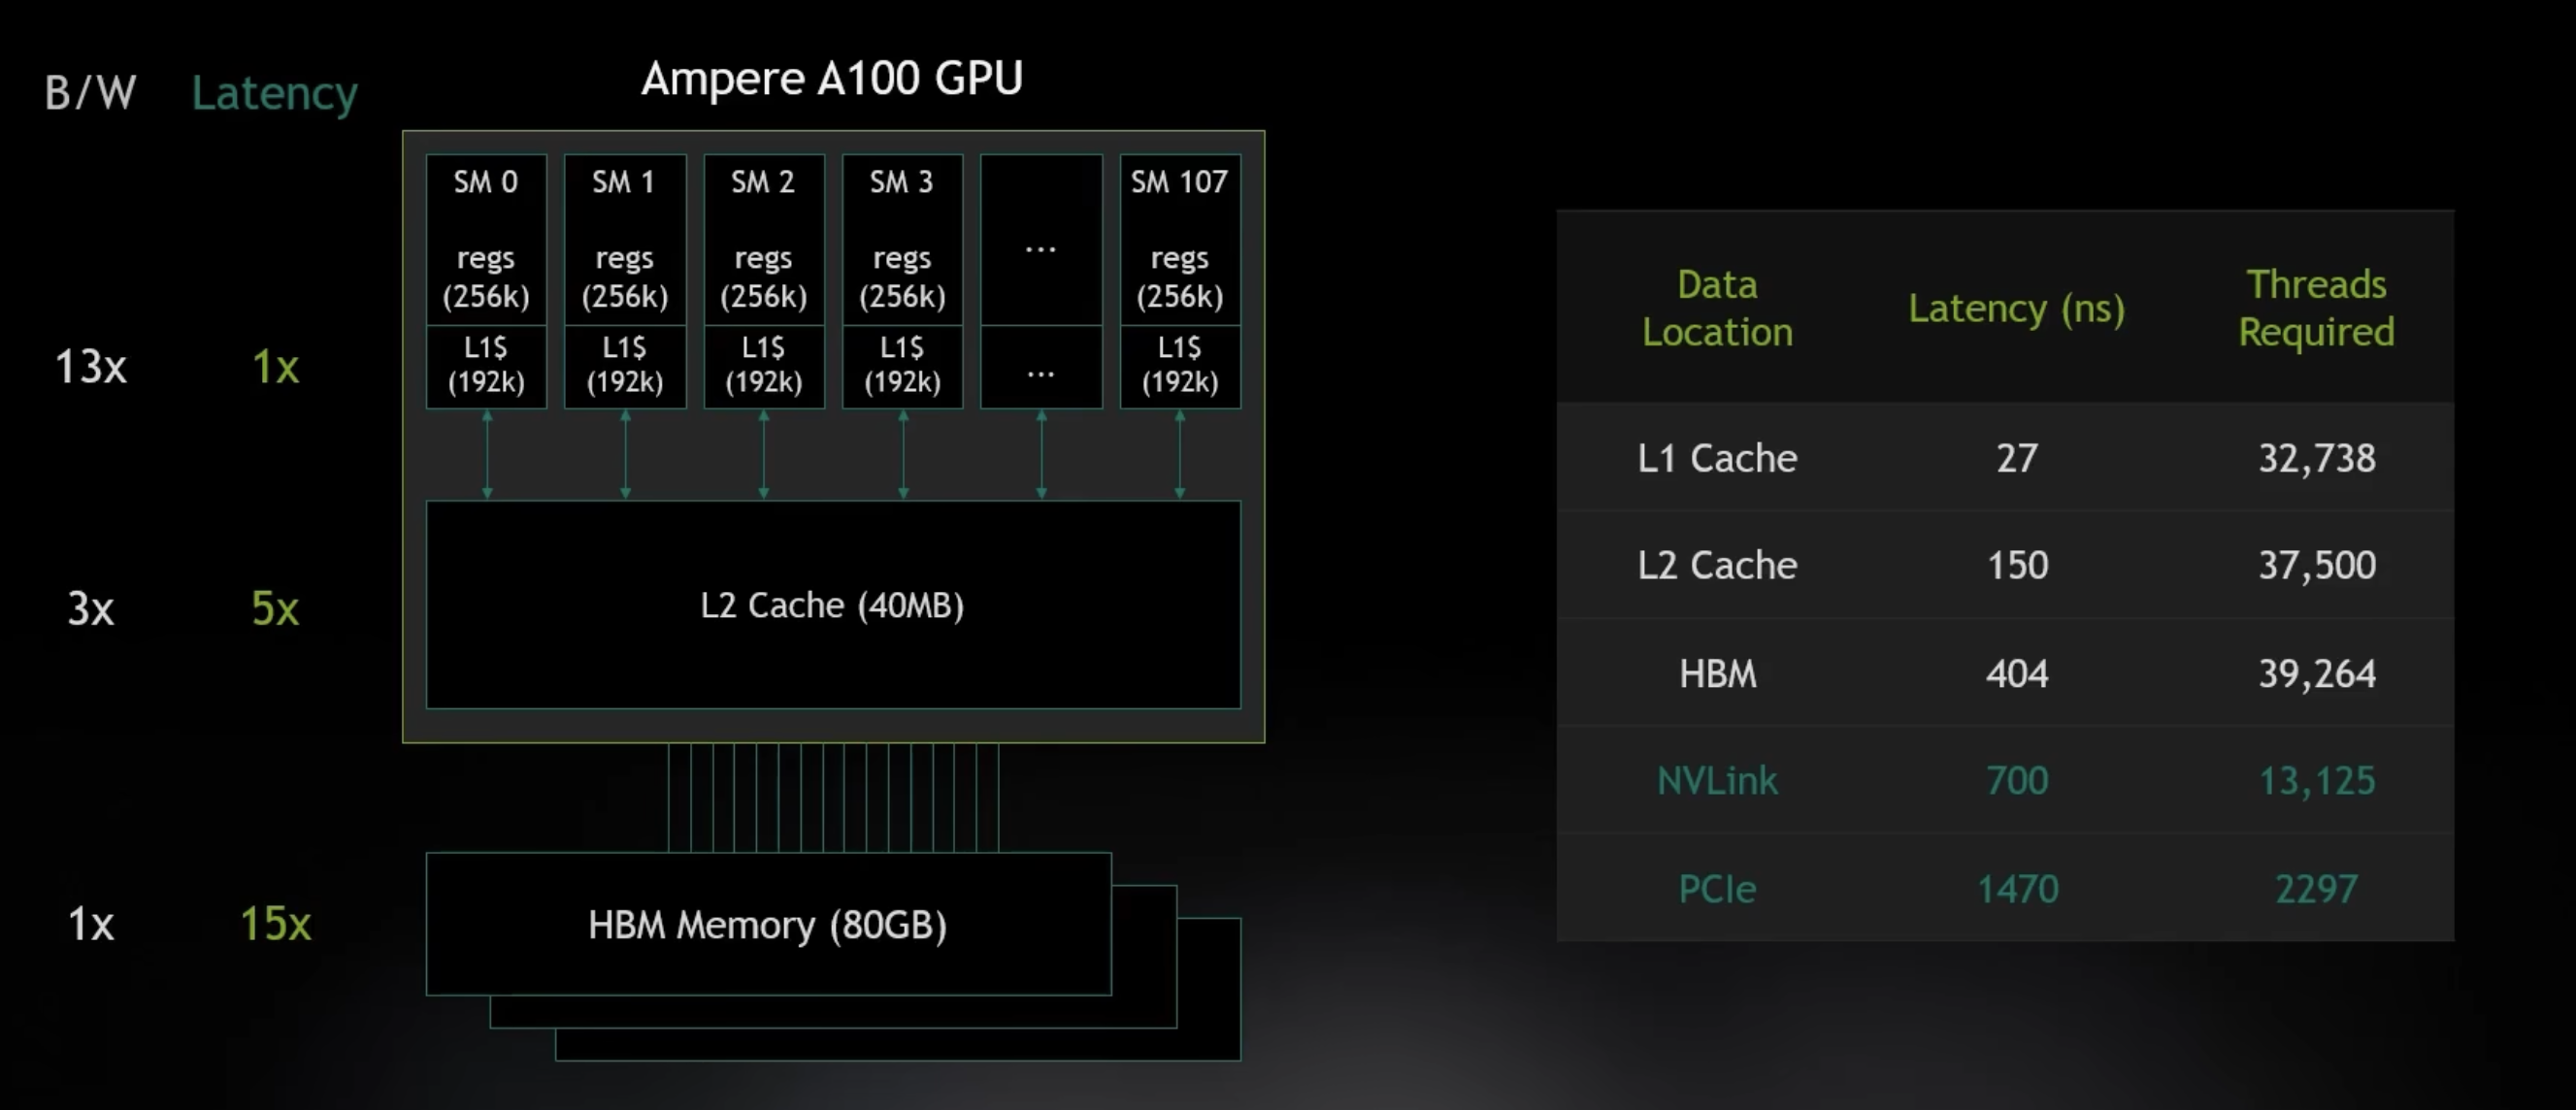 B/W Latency
Ampere A100 GPU
SM 0 SM 1 SM 2 SM 3 SM 107
regs regs regs regs ... regs
(256k) (256k) (256k) (256k) (256k)
13x 1x
L1$ L1$ L1$ L1$ ... L1$
(192k) (192k) (192k) (192k) (192k)
3x 5x
L2 Cache (40MB)
1x 15x
HBM Memory (80GB)
Data
Location
Latency (ns)
Threads
Required
L1 Cache 27 32,738
L2 Cache 150 37,500
HBM 404 39,264
NVLink 700 13,125
PCIe 1470 2297